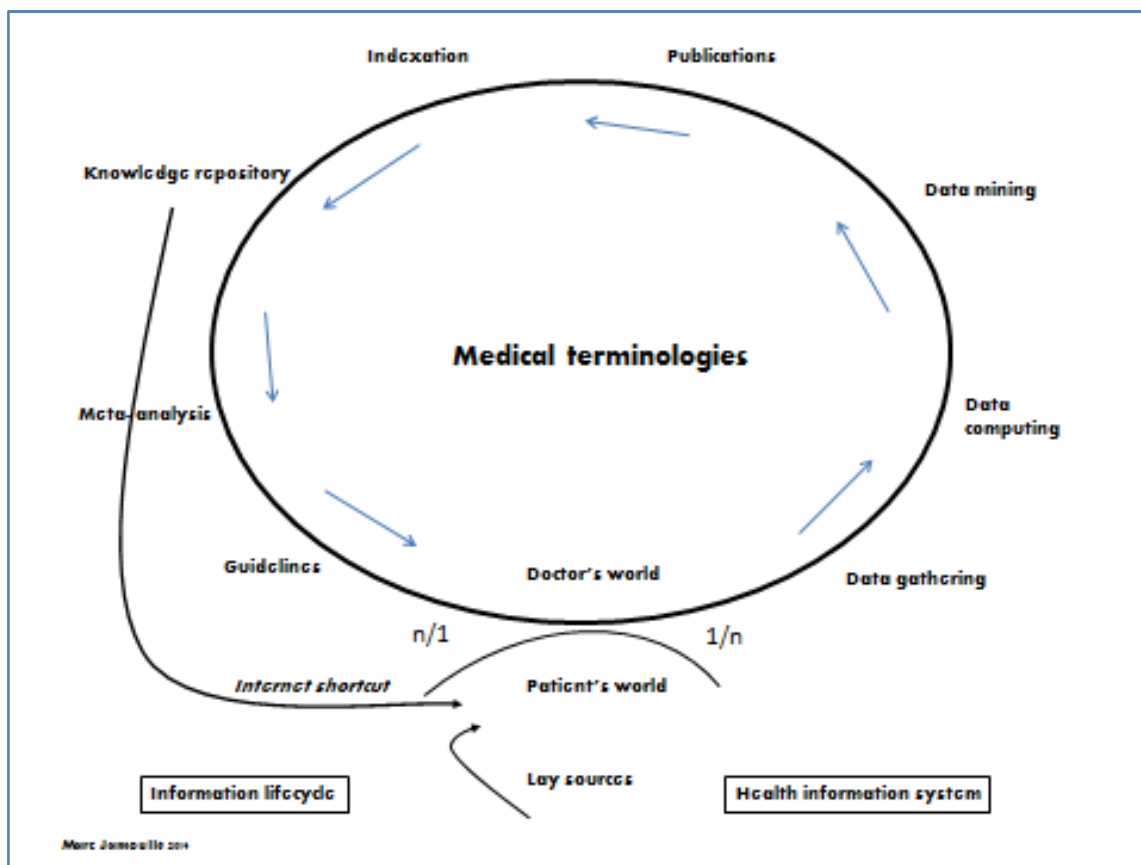 Indexation
Publications
Knowledge repository
Data mining
Medical terminologies
Meta-analysis
Data
computing
Guidelines
Doctor's world
Data gathering
n/1
1/n
Internet shortcut
Patient's world
Lay sources
Information lifecycle
Health information system
Marc Jamoulle 2014